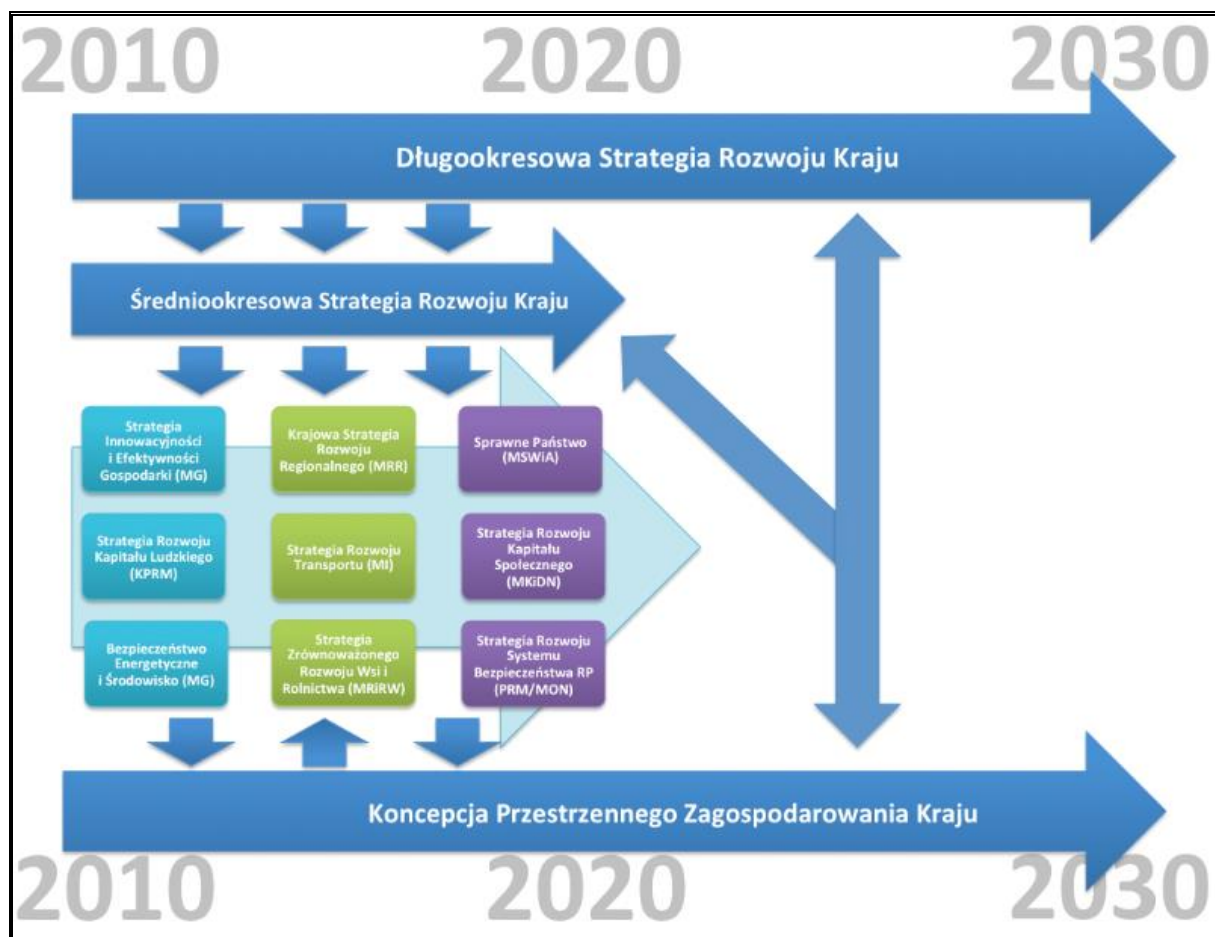 2010 2020 2030
Długookresowa Strategia Rozwoju Kraju
Średniookresowa Strategia Rozwoju Kraju
Strategia
Innowacyjności
i Efektywności
Gospodarki (MG)
Krajowa Strategia
Rozwoju
Regionalnego (MRR)
Sprawne Państwo
(MSWiA)
Strategia Rozwoju
Kapitału Ludzkiego
(KPRM)
Strategia Rozwoju
Transportu (MI)
Strategia Rozwoju
Kapitału
Społecznego
(MKiDN)
Bezpieczeństwo
Energetyczne
i Środowisko (MG)
Strategia
Zrównoważonego
Rozwoju Wsi i
Rolnictwa (MRiRW)
Strategia Rozwoju
Systemu
Bezpieczeństwa RP
(PRM/MON)
Koncepcja Przestrzennego Zagospodarowania Kraju
2010 2020 2030